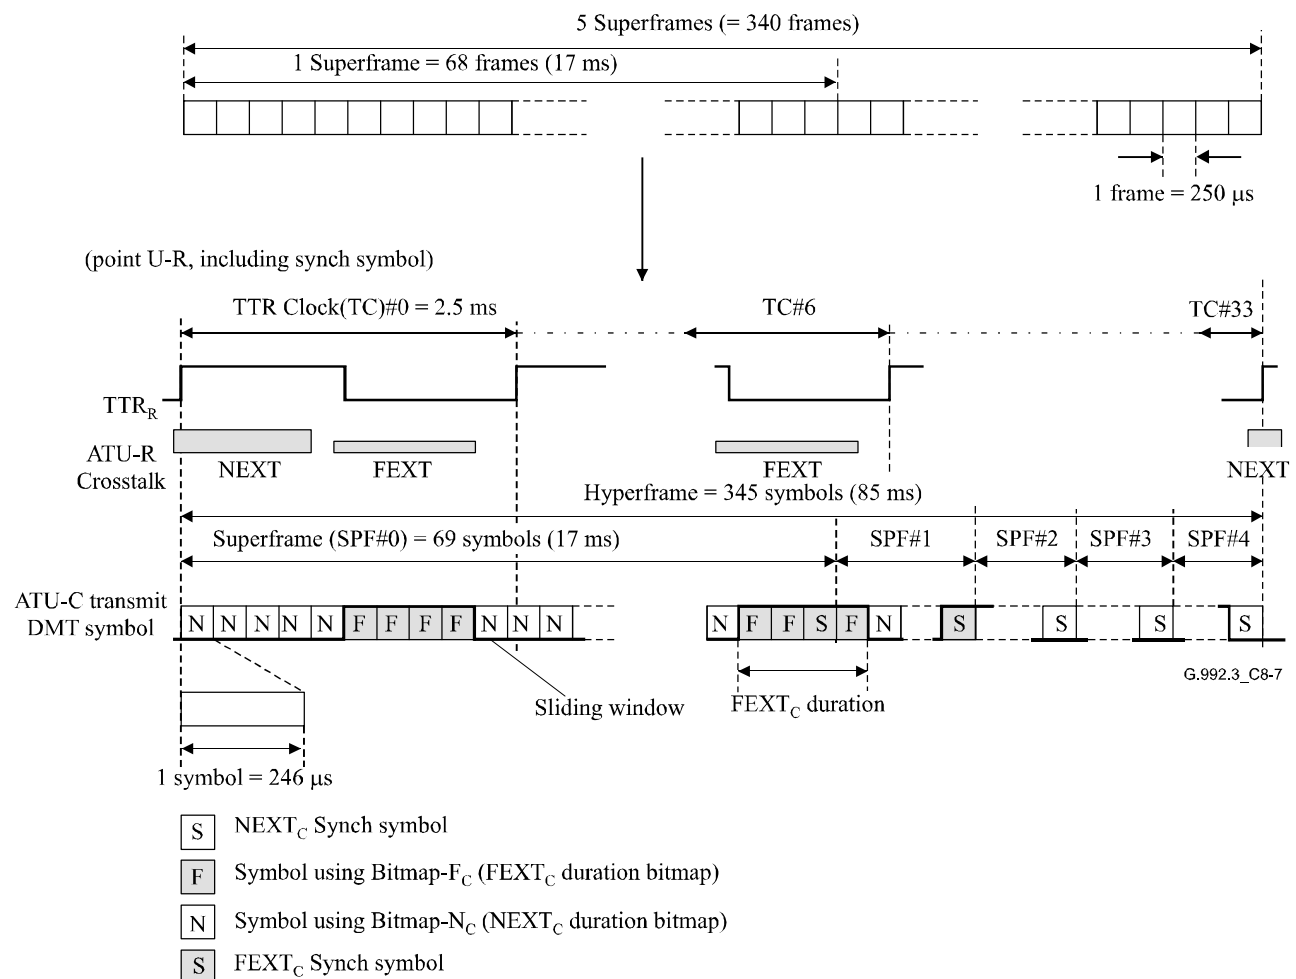 5 Superframes (= 340 frames)
1 Superframe = 68 frames (17 ms)
1 frame = 250 μs
(point U-R, including synch symbol)
TTR Clock(TC)#0 = 2.5 ms
TC#6
TC#33
TTR_R
ATU-R
Crosstalk
NEXT
FEXT
FEXT
NEXT
Hyperframe = 345 symbols (85 ms)
Superframe (SPF#0) = 69 symbols (17 ms)
SPF#1
SPF#2
SPF#3
SPF#4
ATU-C transmit
DMT symbol
N N N N N F F F F N N N
N F F S F N
S
S
S
S
G.992.3_C8-7
Sliding window
FEXT_C duration
1 symbol = 246 μs
S NEXT_C Synch symbol
F Symbol using Bitmap-F_C (FEXT_C duration bitmap)
N Symbol using Bitmap-N_C (NEXT_C duration bitmap)
S FEXT_C Synch symbol